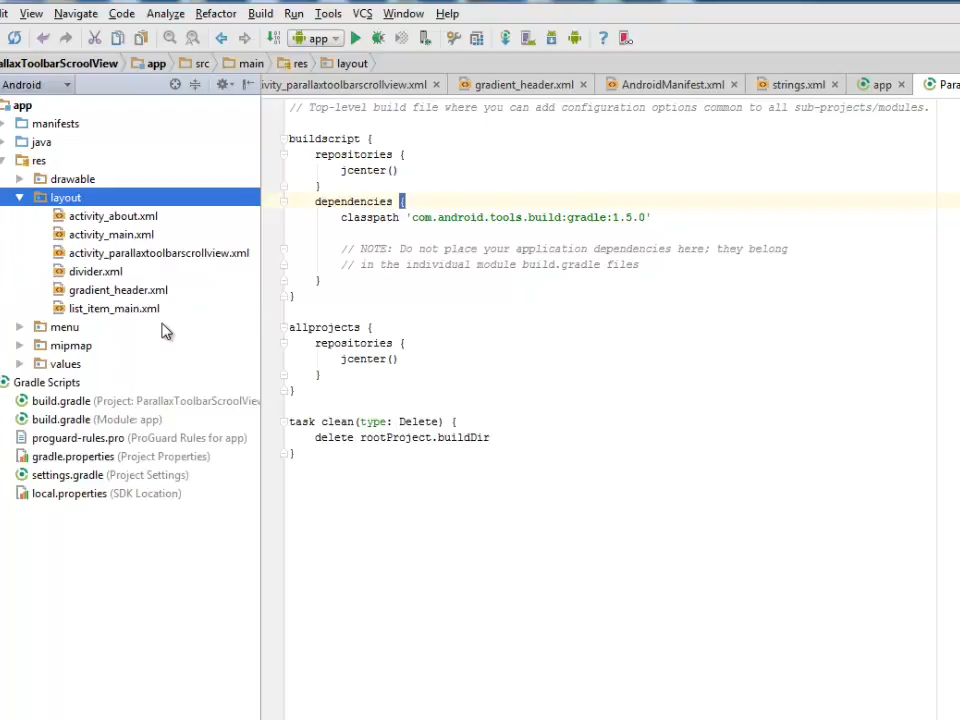 it View Navigate Code Analyze Refactor Build Run Tools VCS Window Help
app
allaxToolbarScroolView app src main res layout
Android
ivity_parallaxtoolbarscrollview.xml gradient_header.xml AndroidManifest.xml strings.xml app Para
app
manifests
java
res
drawable
layout
activity_about.xml
activity_main.xml
activity_parallaxtoolbarscrollview.xml
divider.xml
gradient_header.xml
list_item_main.xml
menu
mipmap
values
Gradle Scripts
build.gradle (Project: ParallaxToolbarScroolView
build.gradle (Module: app)
proguard-rules.pro (ProGuard Rules for app)
gradle.properties (Project Properties)
settings.gradle (Project Settings)
local.properties (SDK Location)
// Top-level build file where you can add configuration options common to all sub-projects/modules.
buildscript {
repositories {
jcenter()
}
dependencies {
classpath 'com.android.tools.build:gradle:1.5.0'
// NOTE: Do not place your application dependencies here; they belong
// in the individual module build.gradle files
}
}
allprojects {
repositories {
jcenter()
}
}
task clean(type: Delete) {
delete rootProject.buildDir
}